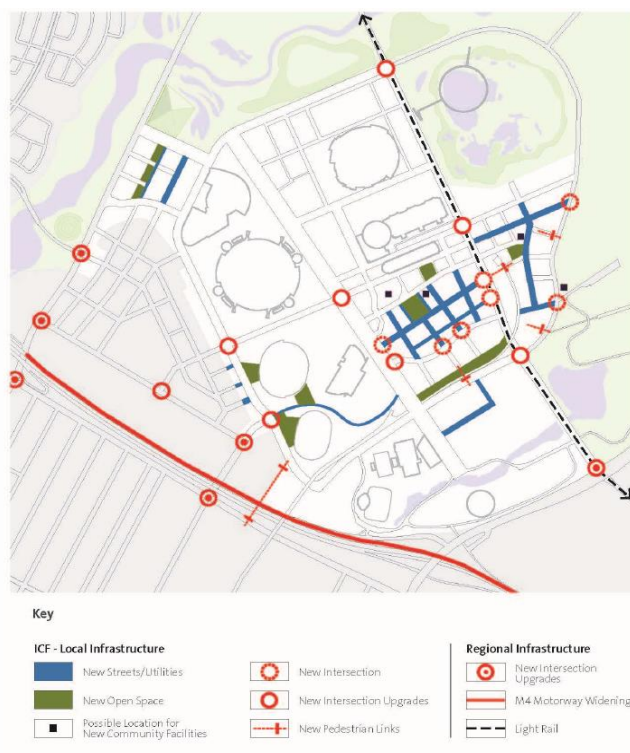 Key
ICF - Local Infrastructure
New Streets/Utilities
New Open Space
Possible Location for
New Community Facilities
New Intersection
New Intersection Upgrades
New Pedestrian Links
Regional Infrastructure
New Intersection
Upgrades
M4 Motorway Widening
Light Rail